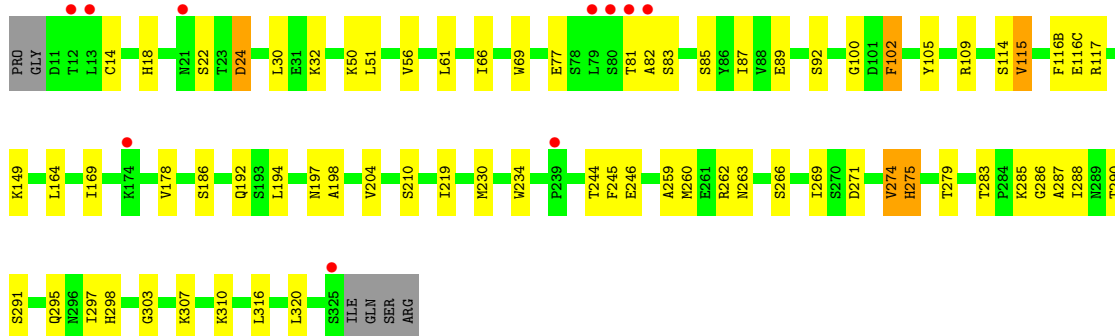 PRO GLY D11 T12 L13 C14 H18 N21 S22 T23 D24 L30 E31 K32 K50 L51 V56 L61 I66 W69 E77 S78 L79 S80 T81 A82 S83 S85 Y86 I87 V88 E89 S92 G100 D101 F102 Y105 R109 S114 V115 F116B E116C R117
K149 L164 I169 K174 V178 S186 Q192 S193 L194 N197 A198 V204 S210 I219 M230 W234 P239 T244 F245 E246 A259 M260 E261 R262 N263 S266 I269 S270 D271 V274 H275 T279 T283 P284 K285 G286 A287 I288 N289
S291 Q295 N296 I297 H298 G303 K307 K310 L316 L320 S325 ILE GLN SER ARG